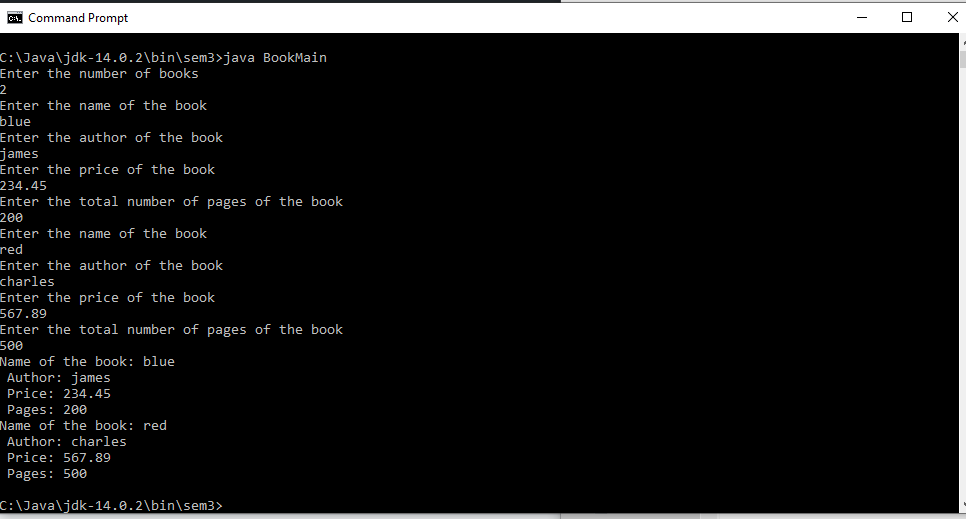 Command Prompt
C:\Java\jdk-14.0.2\bin\sem3>java BookMain
Enter the number of books
2
Enter the name of the book
blue
Enter the author of the book
james
Enter the price of the book
234.45
Enter the total number of pages of the book
200
Enter the name of the book
red
Enter the author of the book
charles
Enter the price of the book
567.89
Enter the total number of pages of the book
500
Name of the book: blue
 Author: james
 Price: 234.45
 Pages: 200
Name of the book: red
 Author: charles
 Price: 567.89
 Pages: 500
C:\Java\jdk-14.0.2\bin\sem3>